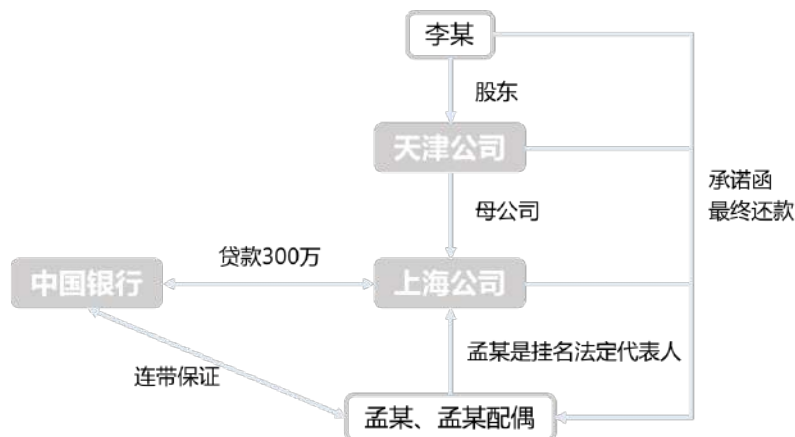 李某
股东
天津公司
承诺函
最终还款
母公司
贷款300万
中国银行
上海公司
孟某是挂名法定代表人
连带保证
孟某、孟某配偶